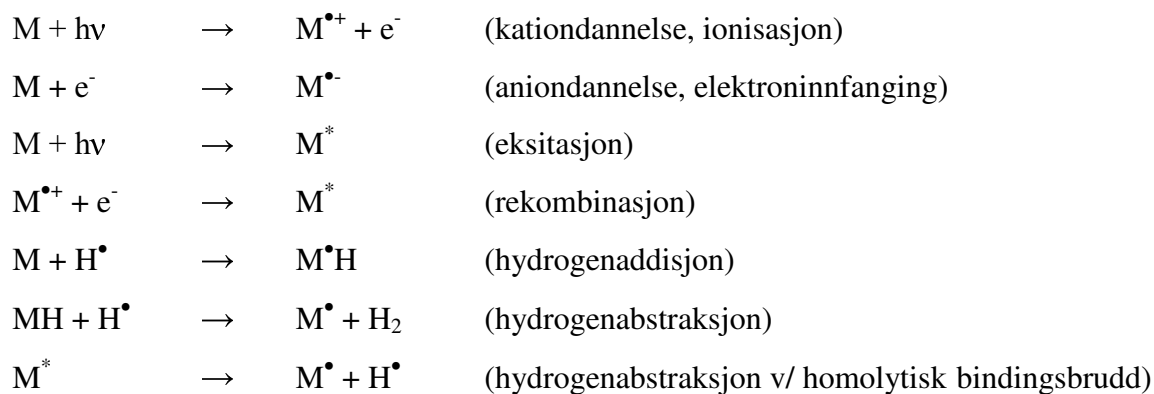 M + hν → M•+ + e- (kationdannelse, ionisasjon)
M + e- → M•- (aniondannelse, elektroninnfanging)
M + hν → M* (eksitasjon)
M•+ + e- → M* (rekombinasjon)
M + H• → M•H (hydrogenaddisjon)
MH + H• → M• + H2 (hydrogenabstraksjon)
M* → M• + H• (hydrogenabstraksjon v/ homolytisk bindingsbrudd)